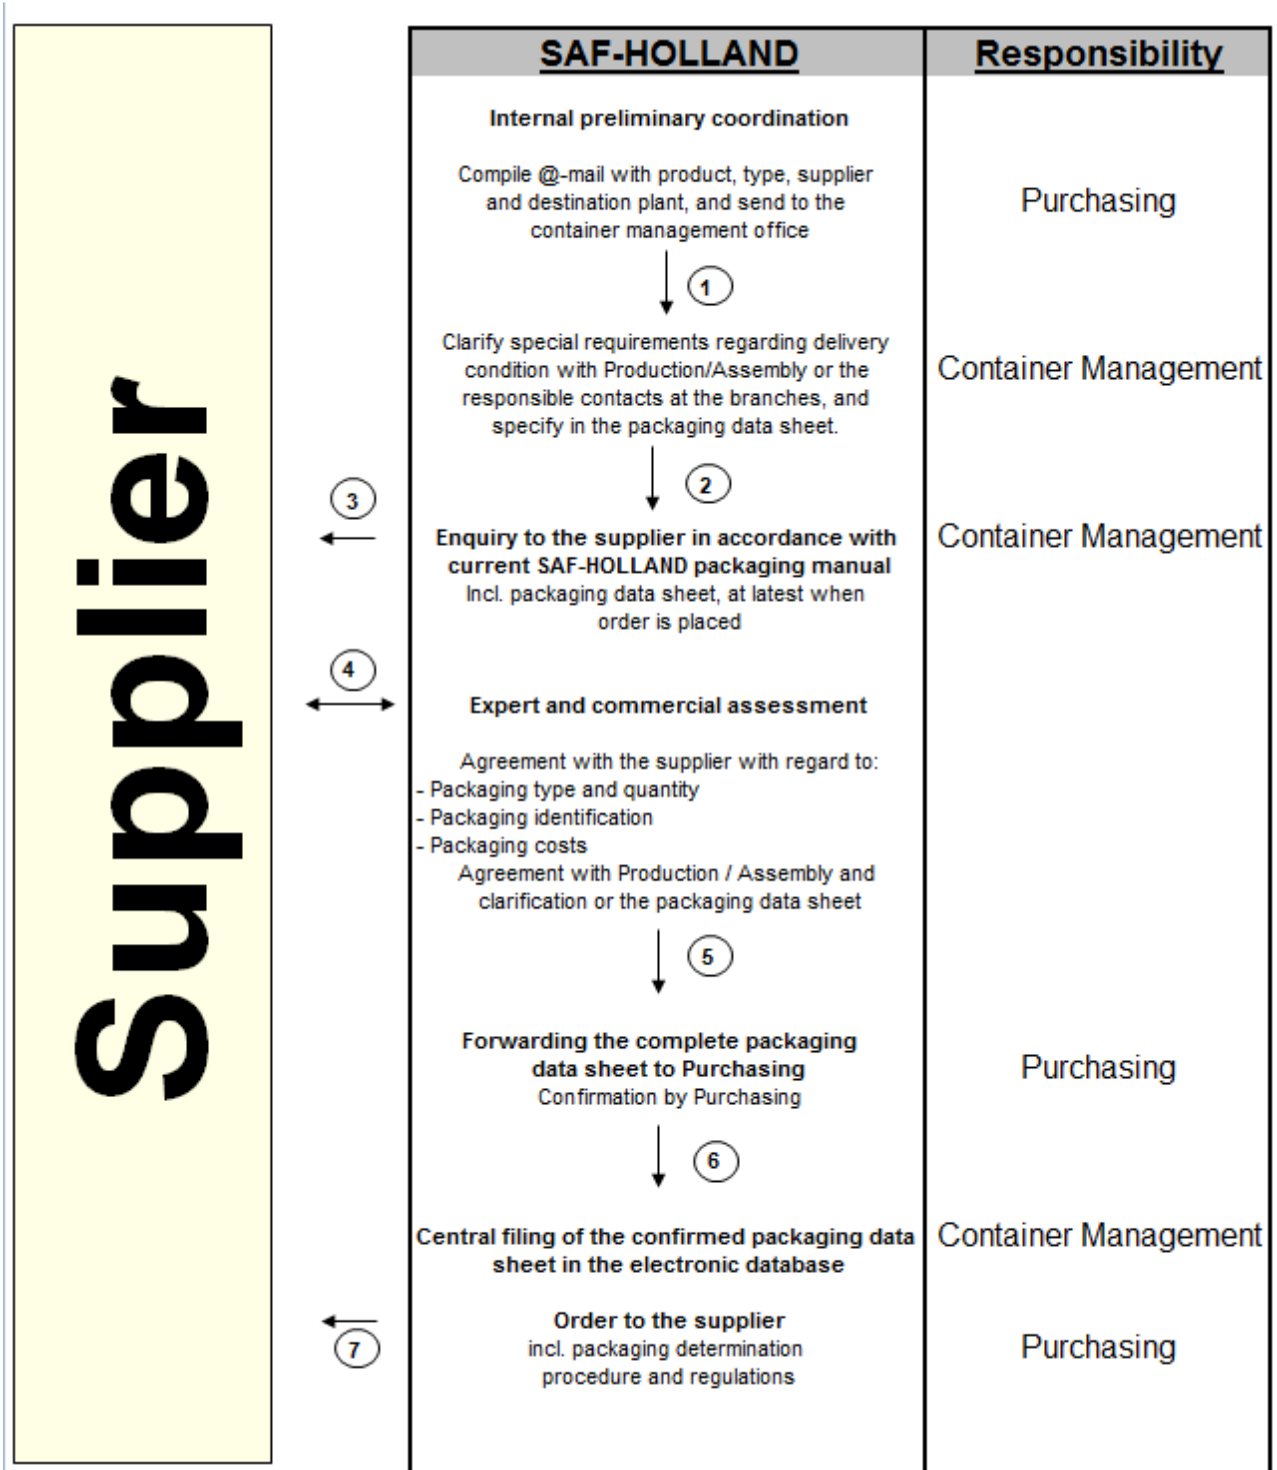 Supplier
SAF-HOLLAND
Responsibility
Internal preliminary coordination
Compile @-mail with product, type, supplier
and destination plant, and send to the
container management office
Purchasing
1
Clarify special requirements regarding delivery
condition with Production/Assembly or the
responsible contacts at the branches, and
specify in the packaging data sheet.
Container Management
2
3
Enquiry to the supplier in accordance with
current SAF-HOLLAND packaging manual
Incl. packaging data sheet, at latest when
order is placed
Container Management
4
Expert and commercial assessment
Agreement with the supplier with regard to:
- Packaging type and quantity
- Packaging identification
- Packaging costs
Agreement with Production / Assembly and
clarification or the packaging data sheet
5
Forwarding the complete packaging
data sheet to Purchasing
Confirmation by Purchasing
Purchasing
6
Central filing of the confirmed packaging data
sheet in the electronic database
Container Management
7
Order to the supplier
incl. packaging determination
procedure and regulations
Purchasing